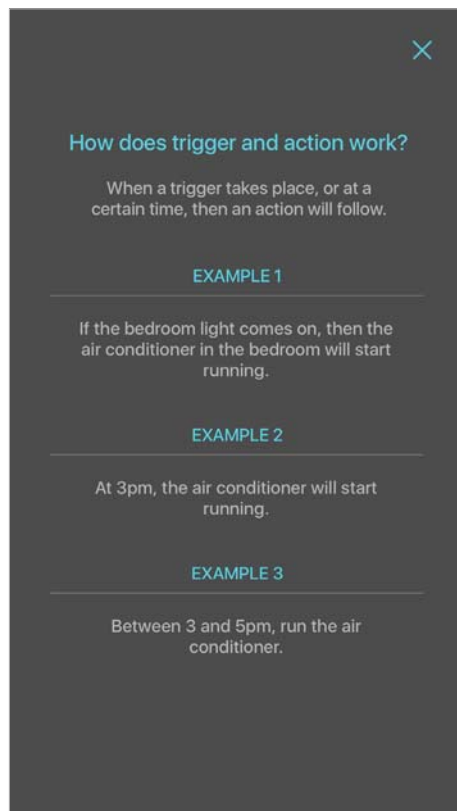 How does trigger and action work?
When a trigger takes place, or at a
certain time, then an action will follow.
EXAMPLE 1
If the bedroom light comes on, then the
air conditioner in the bedroom will start
running.
EXAMPLE 2
At 3pm, the air conditioner will start
running.
EXAMPLE 3
Between 3 and 5pm, run the air
conditioner.